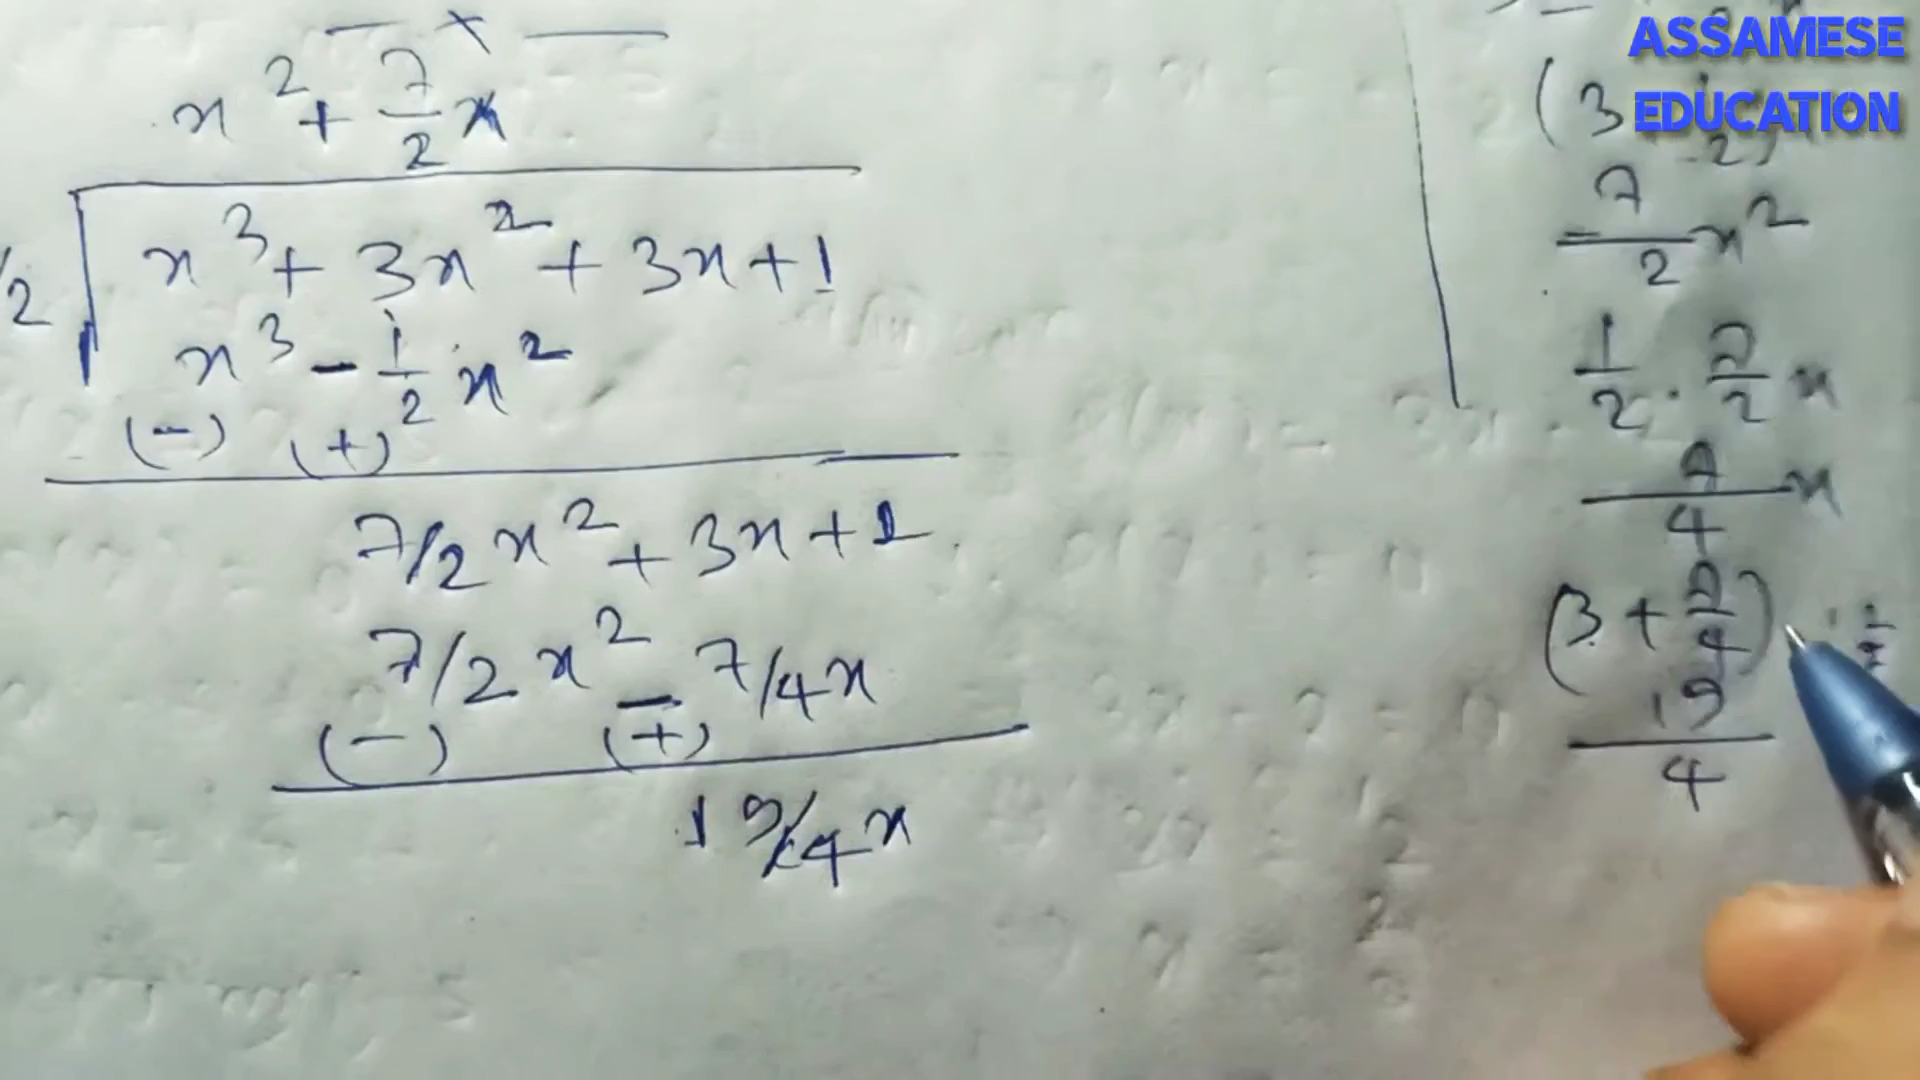 x² + 7/2 x
/2
x³ + 3x² + 3x + 1
x³ - 1/2 x²
(-) (+)
7/2 x² + 3x + 1
7/2 x² - 7/4 x
(-) (+)
19/4 x
ASSAMESE
EDUCATION
(3
7/2 x²
1/2 · 7/2 x
7/4 x
(3 + 7/4)
19/4